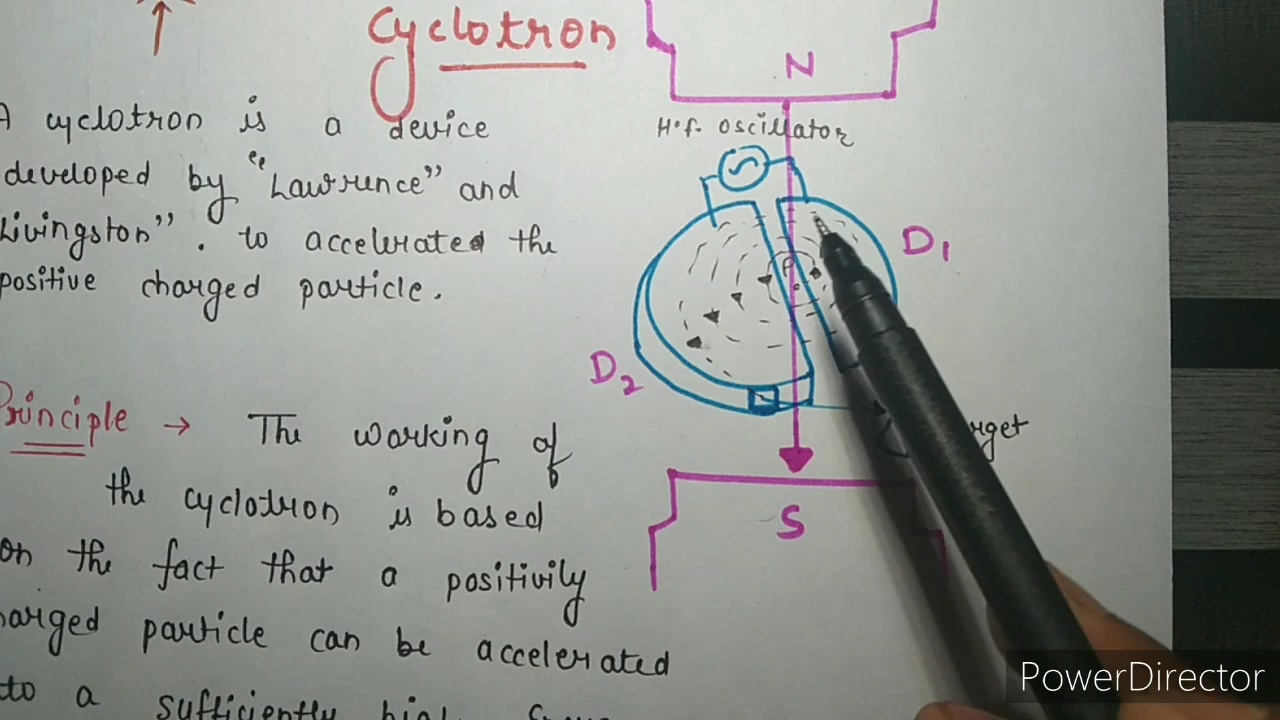 Cyclotron
A cyclotron is a device
developed by "Lawrence" and
Livingston". to accelerated the
positive charged particle.
Principle → The working of
the cyclotron is based
on the fact that a positivily
charged particle can be accelerated
to a sufficiently
N
H.f. oscillator
D1
P
D2
S
PowerDirector